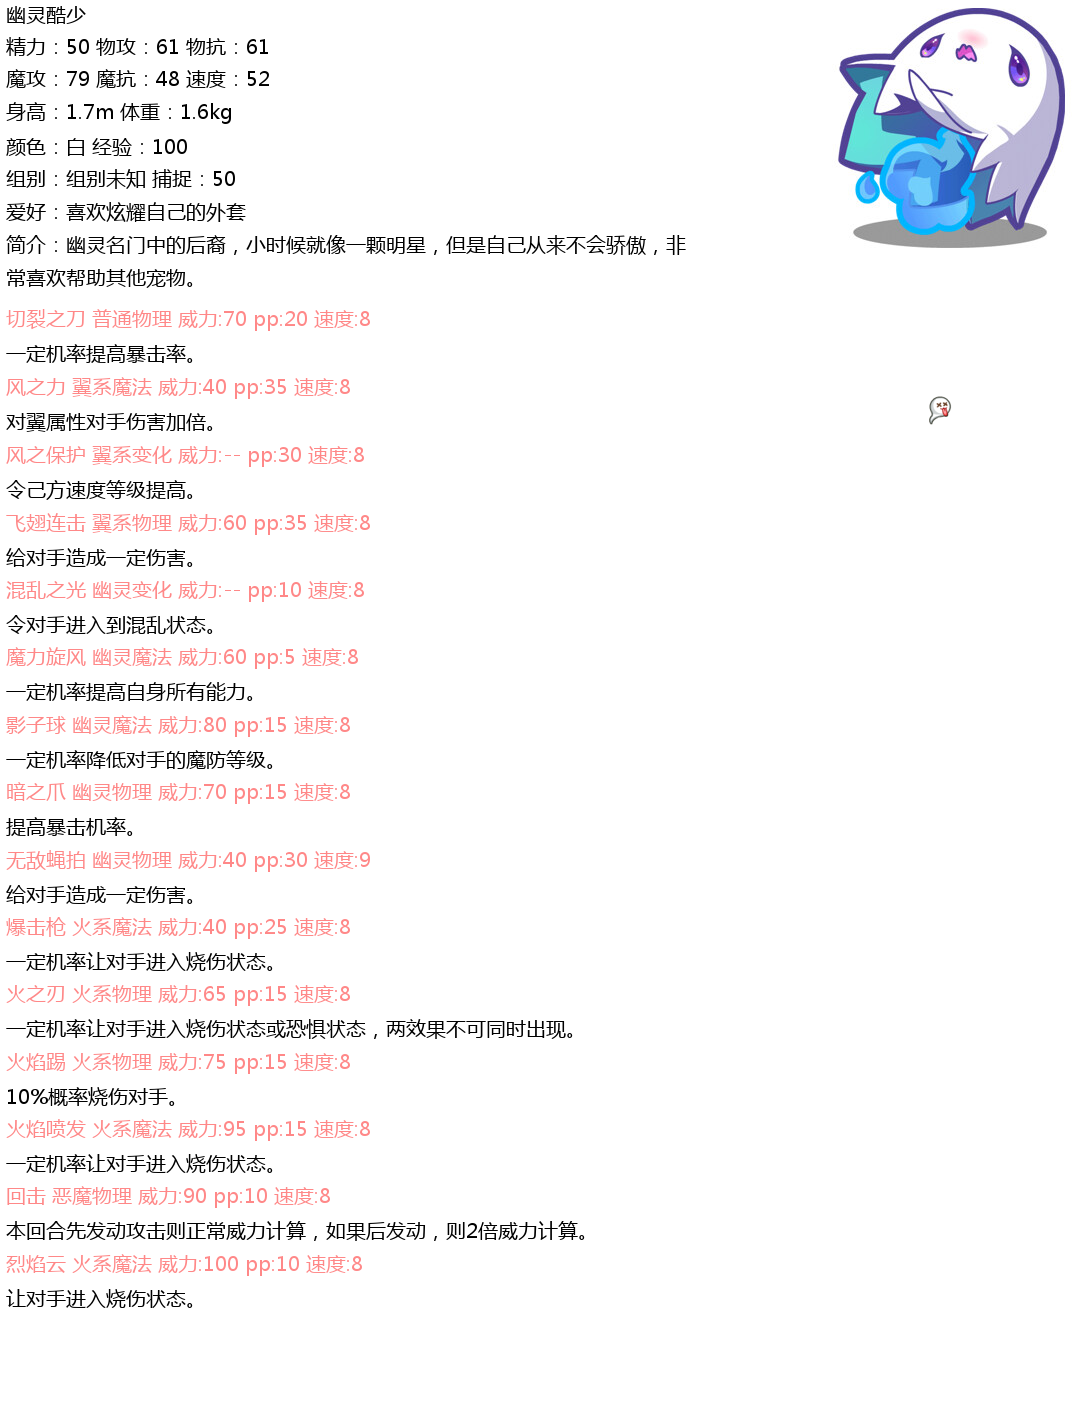 幽灵酷少
精力：50 物攻：61 物抗：61
魔攻：79 魔抗：48 速度：52
身高：1.7m 体重：1.6kg
颜色：白 经验：100
组别：组别未知 捕捉：50
爱好：喜欢炫耀自己的外套
简介：幽灵名门中的后裔，小时候就像一颗明星，但是自己从来不会骄傲，非
常喜欢帮助其他宠物。
切裂之刀 普通物理 威力:70 pp:20 速度:8
一定机率提高暴击率。
风之力 翼系魔法 威力:40 pp:35 速度:8
对翼属性对手伤害加倍。
风之保护 翼系变化 威力:-- pp:30 速度:8
令己方速度等级提高。
飞翅连击 翼系物理 威力:60 pp:35 速度:8
给对手造成一定伤害。
混乱之光 幽灵变化 威力:-- pp:10 速度:8
令对手进入到混乱状态。
魔力旋风 幽灵魔法 威力:60 pp:5 速度:8
一定机率提高自身所有能力。
影子球 幽灵魔法 威力:80 pp:15 速度:8
一定机率降低对手的魔防等级。
暗之爪 幽灵物理 威力:70 pp:15 速度:8
提高暴击机率。
无敌蝇拍 幽灵物理 威力:40 pp:30 速度:9
给对手造成一定伤害。
爆击枪 火系魔法 威力:40 pp:25 速度:8
一定机率让对手进入烧伤状态。
火之刃 火系物理 威力:65 pp:15 速度:8
一定机率让对手进入烧伤状态或恐惧状态，两效果不可同时出现。
火焰踢 火系物理 威力:75 pp:15 速度:8
10%概率烧伤对手。
火焰喷发 火系魔法 威力:95 pp:15 速度:8
一定机率让对手进入烧伤状态。
回击 恶魔物理 威力:90 pp:10 速度:8
本回合先发动攻击则正常威力计算，如果后发动，则2倍威力计算。
烈焰云 火系魔法 威力:100 pp:10 速度:8
让对手进入烧伤状态。